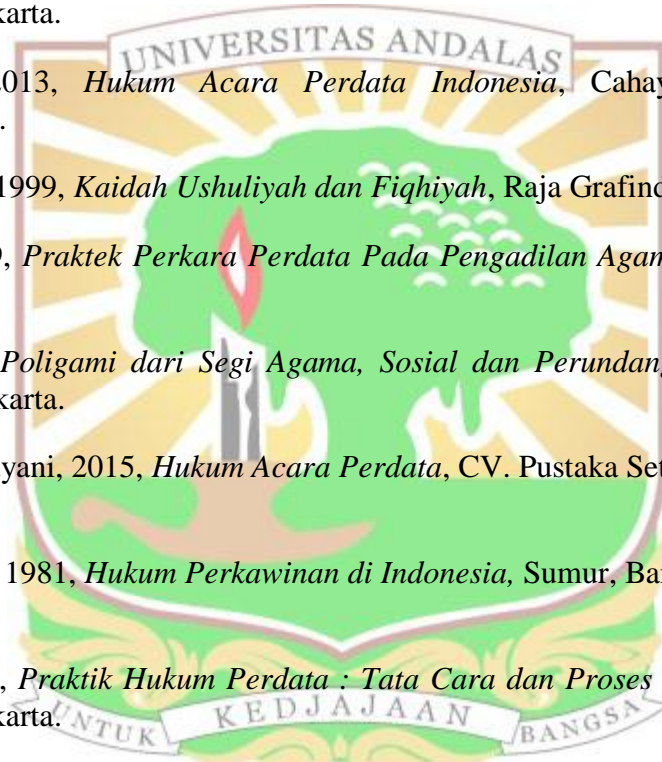 karta.
UNIVERSITAS ANDALAS
2013, Hukum Acara Perdata Indonesia, Cahay
.
1999, Kaidah Ushuliyah dan Fiqhiyah, Raja Grafind
, Praktek Perkara Perdata Pada Pengadilan Agam
Poligami dari Segi Agama, Sosial dan Perundang
karta.
yani, 2015, Hukum Acara Perdata, CV. Pustaka Set
1981, Hukum Perkawinan di Indonesia, Sumur, Ba
, Praktik Hukum Perdata : Tata Cara dan Proses
karta.
UNTUK KEDJAJAAN BANGSA